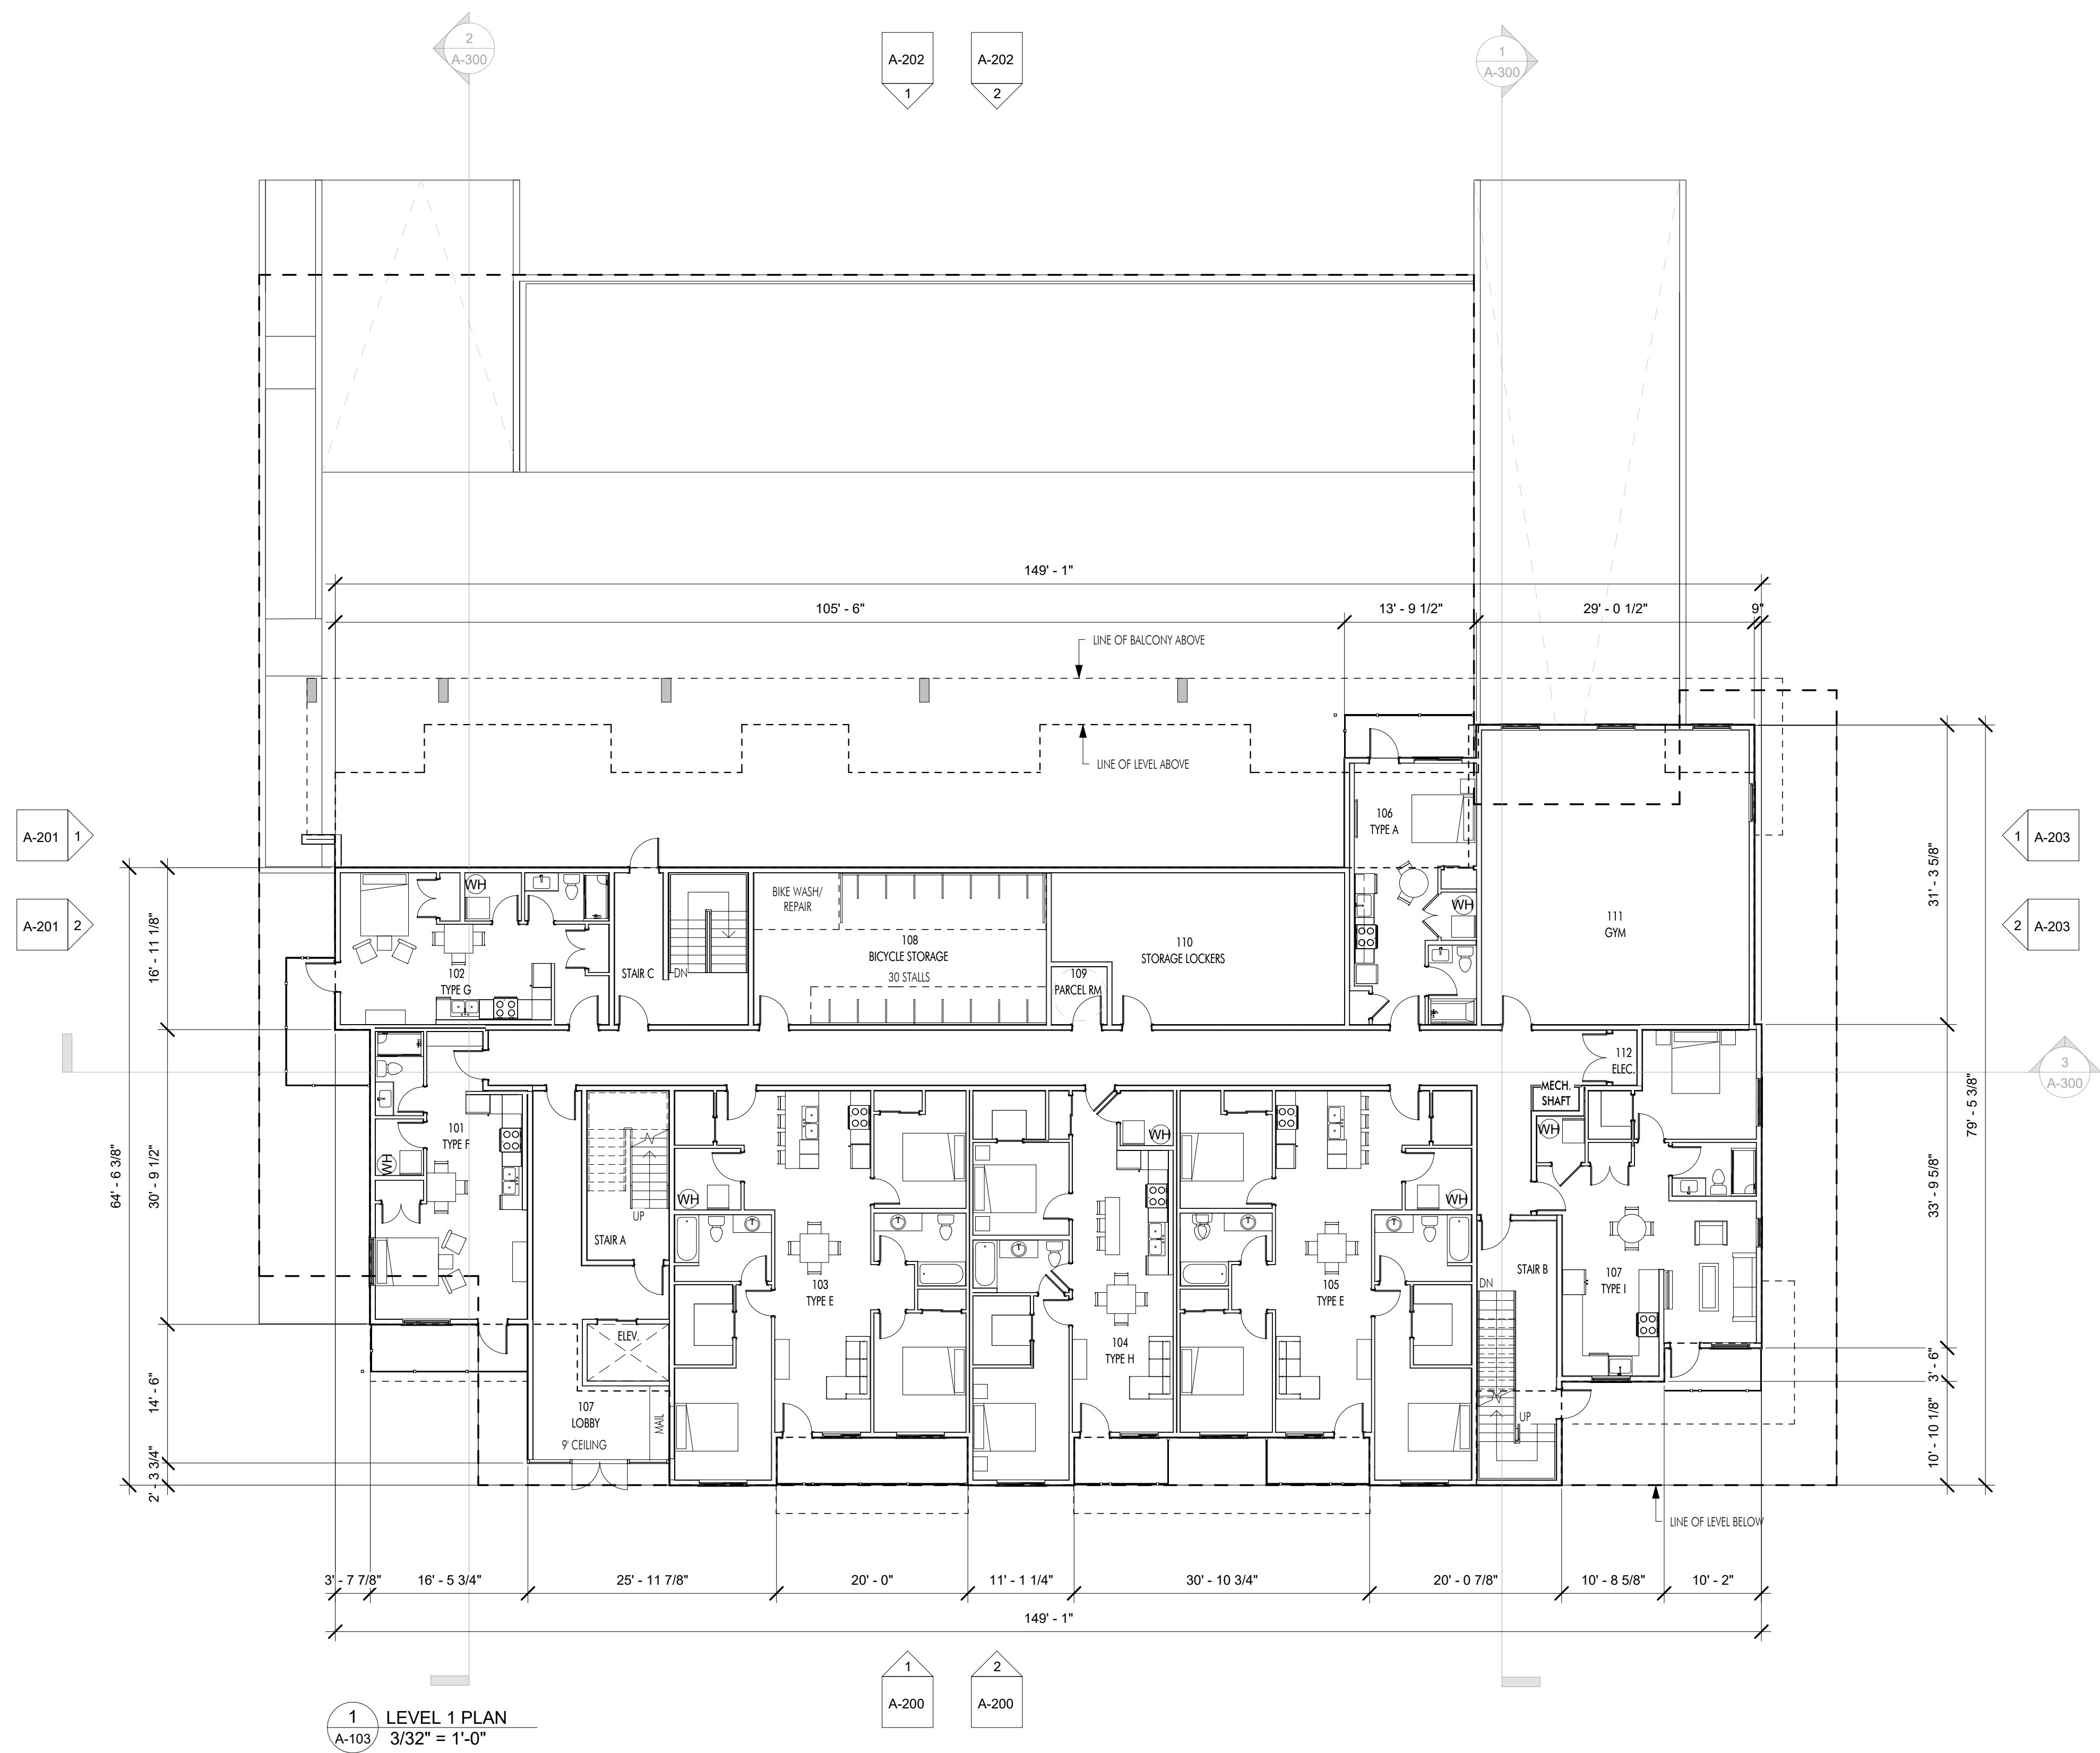 2
A-300
A-202
1
A-202
2
1
A-300
149' - 1"
105' - 6"
13' - 9 1/2"
29' - 0 1/2"
9"
LINE OF BALCONY ABOVE
LINE OF LEVEL ABOVE
A-201
1
A-201
2
1
A-203
2
A-203
64' - 6 3/8"
16' - 11 1/8"
30' - 9 1/2"
14' - 6"
2' - 3 3/4"
31' - 3 5/8"
33' - 9 5/8"
3' - 6"
10' - 10 1/8"
79' - 5 3/8"
3
A-300
106
TYPE A
WH
111
GYM
WH
102
TYPE G
STAIR C
DN
BIKE WASH/
REPAIR
108
BICYCLE STORAGE
30 STALLS
109
PARCEL RM
110
STORAGE LOCKERS
112
ELEC.
MECH.
SHAFT
WH
101
TYPE F
WH
UP
STAIR A
ELEV.
107
LOBBY
9' CEILING
MAIL
WH
103
TYPE E
WH
104
TYPE H
WH
105
TYPE E
STAIR B
DN
UP
107
TYPE I
LINE OF LEVEL BELOW
3' - 7 7/8"
16' - 5 3/4"
25' - 11 7/8"
20' - 0"
11' - 1 1/4"
30' - 10 3/4"
20' - 0 7/8"
10' - 8 5/8"
10' - 2"
149' - 1"
1
A-200
2
A-200
1
A-103
LEVEL 1 PLAN
3/32" = 1'-0"